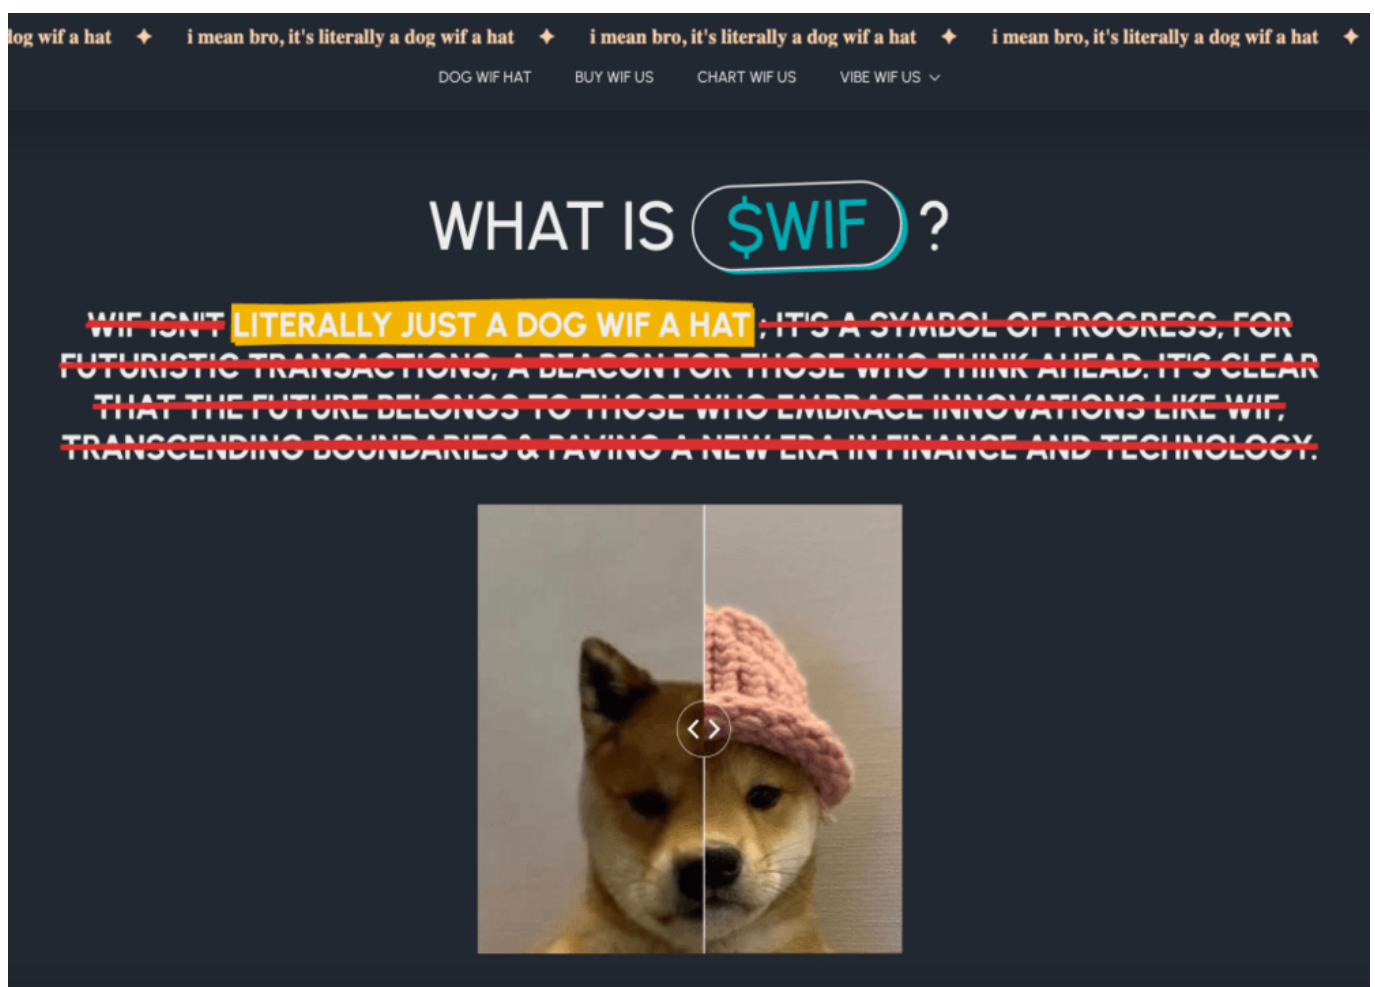 log wif a hat ✦ i mean bro, it's literally a dog wif a hat ✦ i mean bro, it's literally a dog wif a hat ✦ i mean bro, it's literally a dog wif a hat ✦
DOG WIF HAT BUY WIF US CHART WIF US VIBE WIF US
WHAT IS $WIF ?
WIF ISN'T LITERALLY JUST A DOG WIF A HAT ; IT'S A SYMBOL OF PROGRESS, FOR
FUTURISTIC TRANSACTIONS, A BEACON FOR THOSE WHO THINK AHEAD. IT'S CLEAR
THAT THE FUTURE BELONGS TO THOSE WHO EMBRACE INNOVATIONS LIKE WIF,
TRANSCENDING BOUNDARIES & PAVING A NEW ERA IN FINANCE AND TECHNOLOGY.